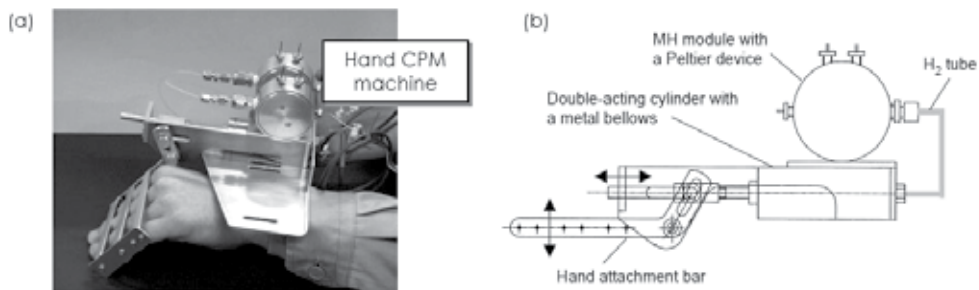 (a)
Hand CPM
machine
(b)
MH module with
a Peltier device
H2 tube
Double-acting cylinder with
a metal bellows
Hand attachment bar